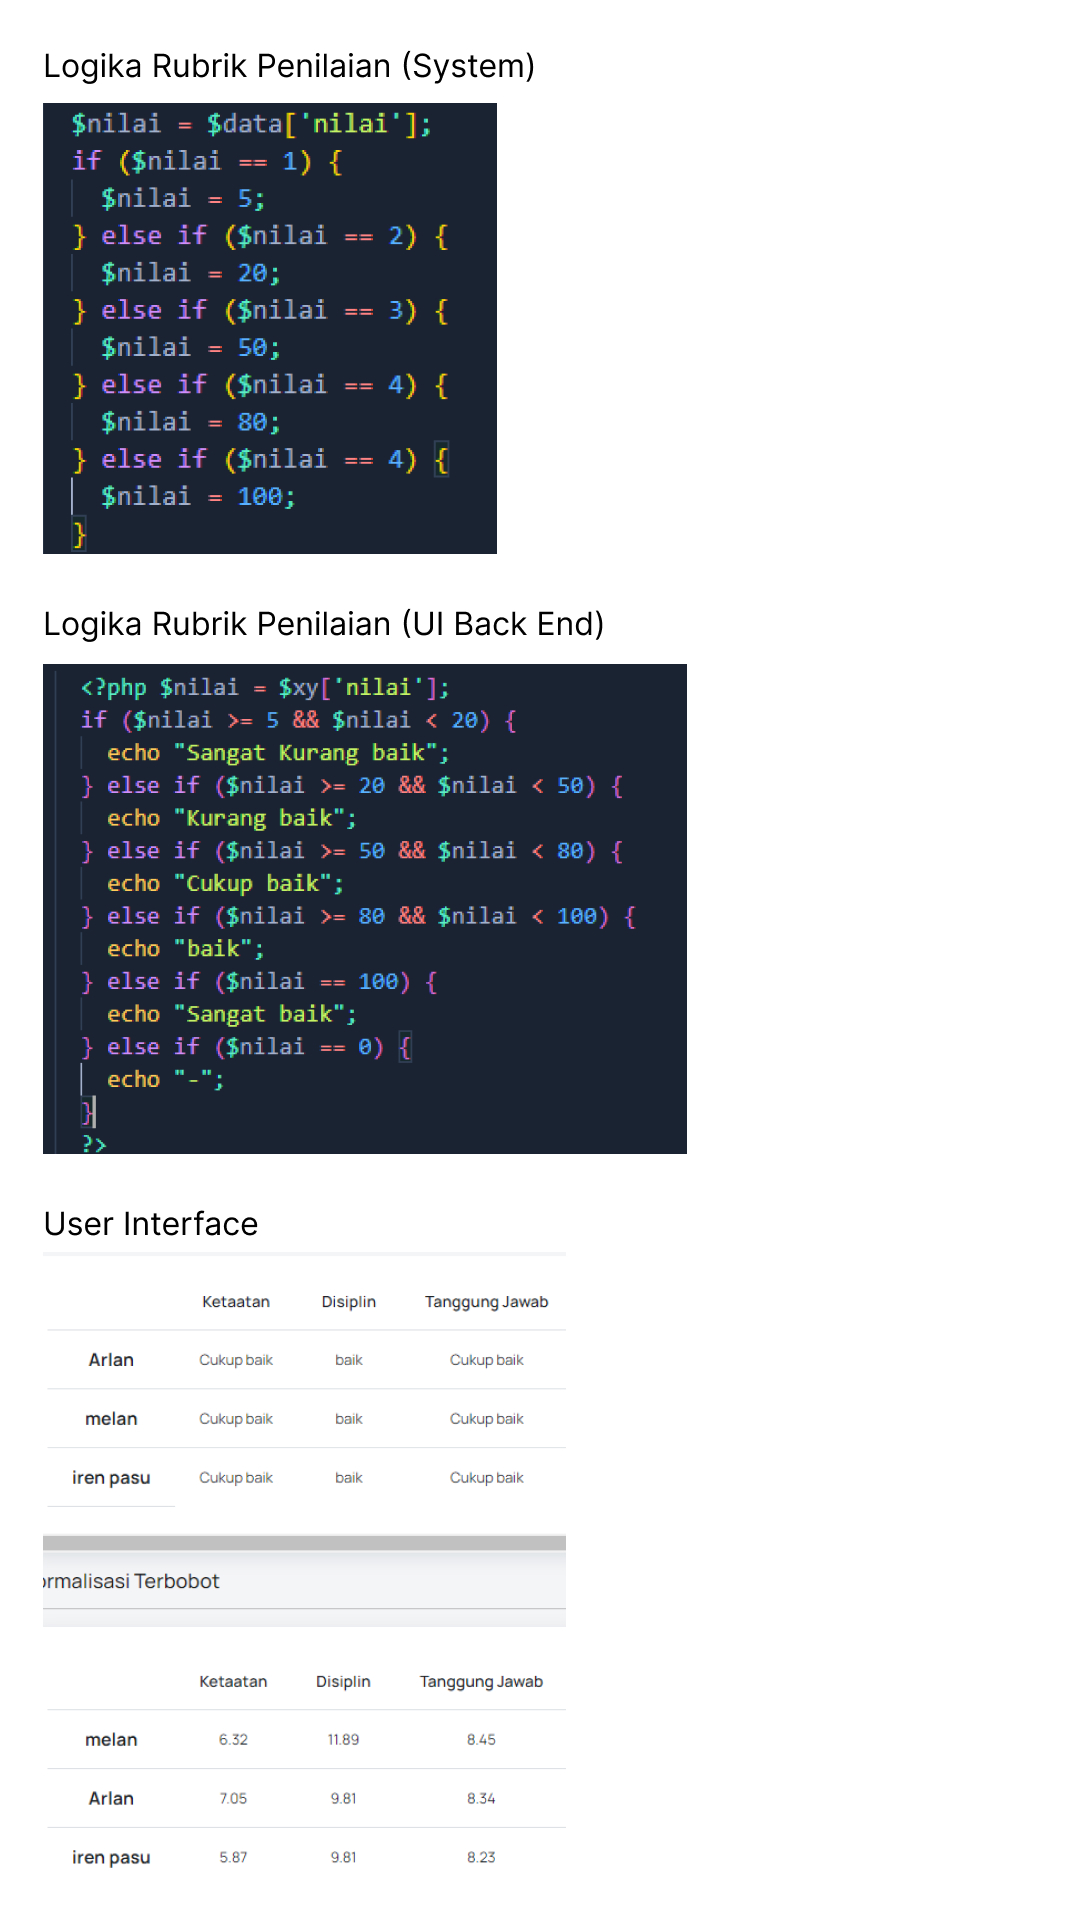 Logika Rubrik Penilaian (System)
$nilai = $data['nilai'];
if ($nilai == 1) {
$nilai = 5;
} else if ($nilai == 2) {
$nilai = 20;
} else if ($nilai == 3) {
$nilai = 50;
} else if ($nilai == 4) {
$nilai = 80;
} else if ($nilai == 4) {
$nilai = 100;
}
Logika Rubrik Penilaian (UI Back End)
<?php $nilai = $xy['nilai'];
if ($nilai >= 5 && $nilai < 20) {
echo "Sangat Kurang baik";
} else if ($nilai >= 20 && $nilai < 50) {
echo "Kurang baik";
} else if ($nilai >= 50 && $nilai < 80) {
echo "Cukup baik";
} else if ($nilai >= 80 && $nilai < 100) {
echo "baik";
} else if ($nilai == 100) {
echo "Sangat baik";
} else if ($nilai == 0) {
echo "-";
}
?>
User Interface
Ketaatan Disiplin Tanggung Jawab
Arlan Cukup baik baik Cukup baik
melan Cukup baik baik Cukup baik
iren pasu Cukup baik baik Cukup baik
ormalisasi Terbobot
Ketaatan Disiplin Tanggung Jawab
melan 6.32 11.89 8.45
Arlan 7.05 9.81 8.34
iren pasu 5.87 9.81 8.23